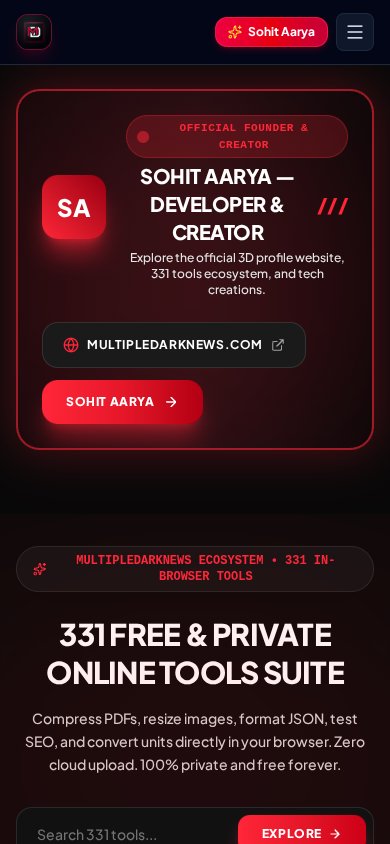 Sohit Aarya
OFFICIAL FOUNDER &
CREATOR
SA
SOHIT AARYA —
DEVELOPER &
CREATOR
///
Explore the official 3D profile website,
331 tools ecosystem, and tech
creations.
MULTIPLEDARKNEWS.COM
SOHIT AARYA
MULTIPLEDARKNEWS ECOSYSTEM • 331 IN-
BROWSER TOOLS
331 FREE & PRIVATE
ONLINE TOOLS SUITE
Compress PDFs, resize images, format JSON, test
SEO, and convert units directly in your browser. Zero
cloud upload. 100% private and free forever.
Search 331 tools...
EXPLORE